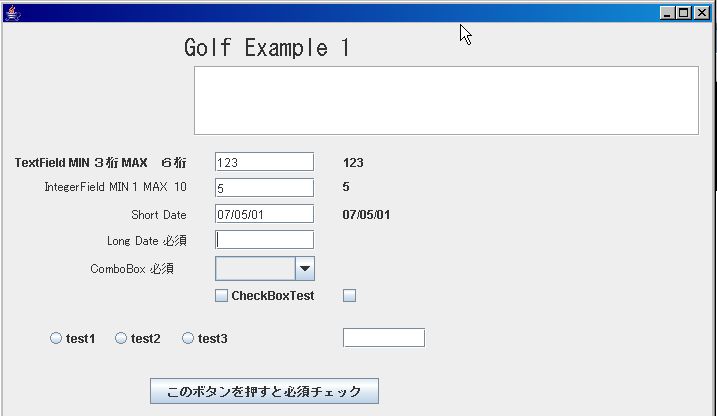 Golf Example 1
TextField MIN ３桁 MAX　６桁 123 123
IntegerField MIN 1 MAX 10 5 5
Short Date 07/05/01 07/05/01
Long Date 必須
ComboBox 必須
CheckBoxTest
test1 test2 test3
このボタンを押すと必須チェック